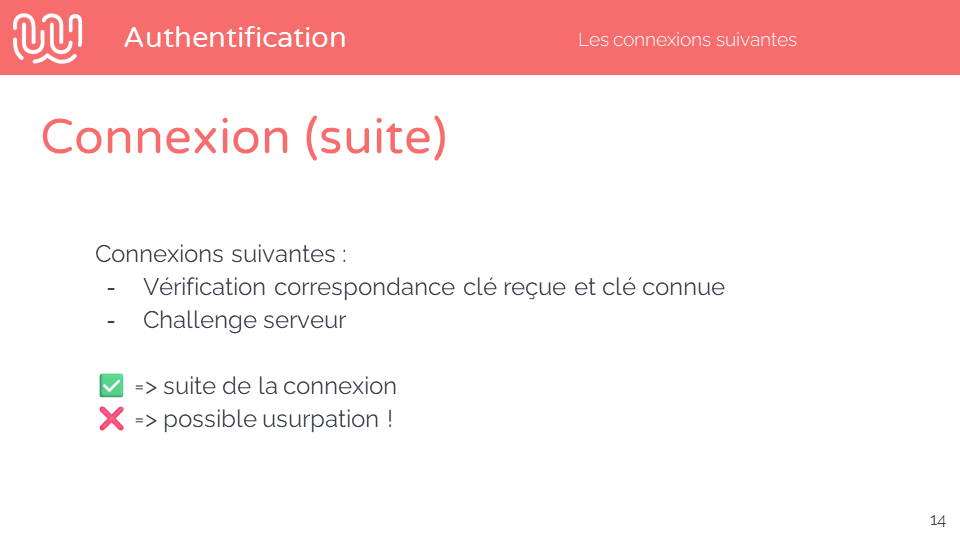 Authentification
Les connexions suivantes
Connexion (suite)
Connexions suivantes :
- Vérification correspondance clé reçue et clé connue
- Challenge serveur
✅ => suite de la connexion
❌ => possible usurpation !
14